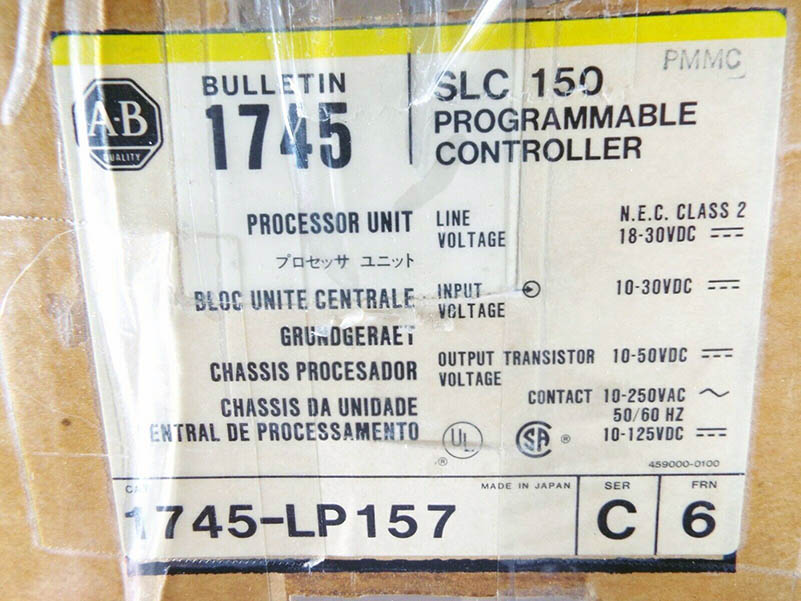 PMMC
A-B
QUALITY
BULLETIN
1745
SLC 150
PROGRAMMABLE
CONTROLLER
PROCESSOR UNIT
プロセッサ ユニット
BLOC UNITE CENTRALE
GRUNDGERAET
CHASSIS PROCESADOR
CHASSIS DA UNIDADE
ENTRAL DE PROCESSAMENTO
LINE VOLTAGE
N.E.C. CLASS 2
18-30VDC
INPUT VOLTAGE
10-30VDC
OUTPUT TRANSISTOR 10-50VDC
VOLTAGE
CONTACT 10-250VAC
50/60 HZ
10-125VDC
UL ®
SA ®
459000-0100
CAT
MADE IN JAPAN
1745-LP157
SER
C
FRN
6